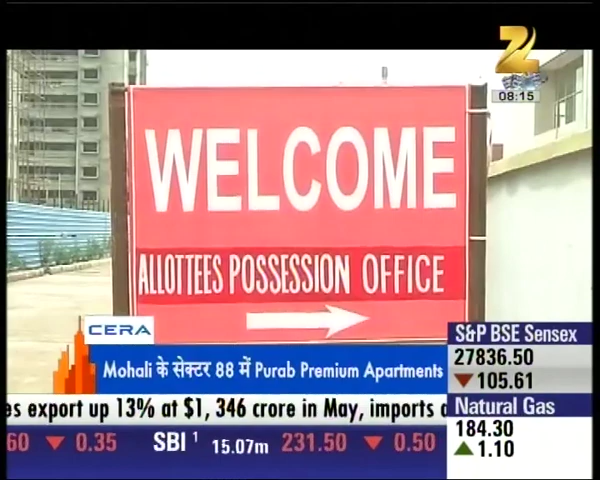 08:15
WELCOME
ALLOTTEES POSSESSION OFFICE
CERA
Mohali के सेक्टर 88 में Purab Premium Apartments
S&P BSE Sensex
27836.50
▼ 105.61
es export up 13% at $1, 346 crore in May, imports
Natural Gas
184.30
▲ 1.10
60 ▼ 0.35 SBI 1 15.07m 231.50 ▼ 0.50